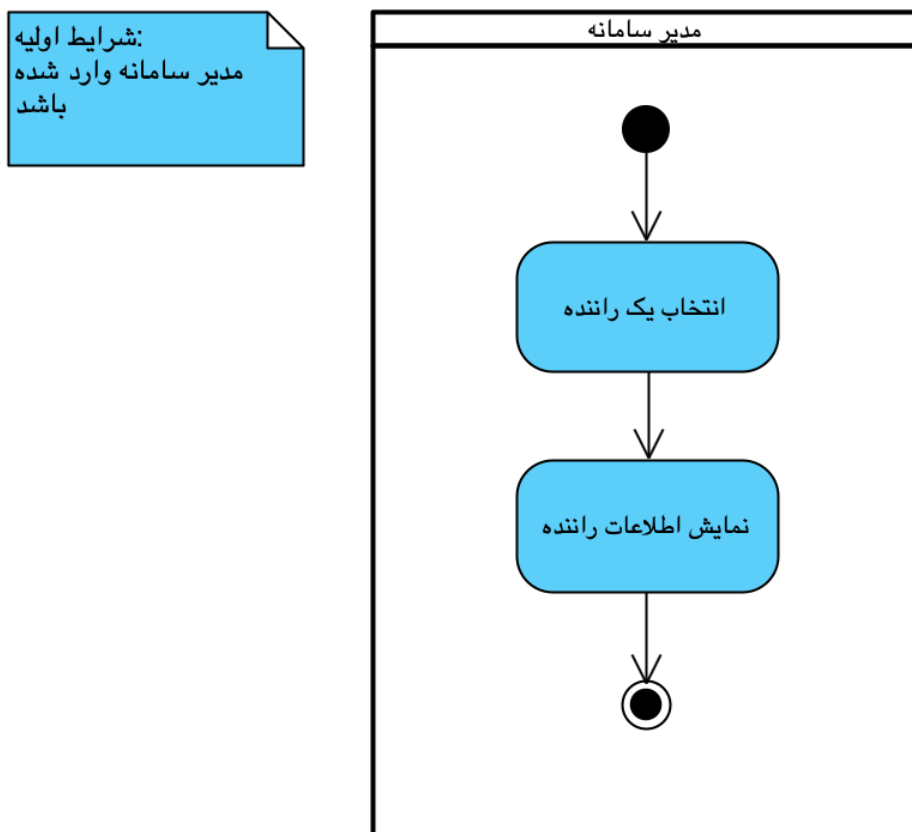 شرایط اولیه:
مدیر سامانه وارد شده
باشد
مدیر سامانه
انتخاب یک راننده
نمایش اطلاعات راننده